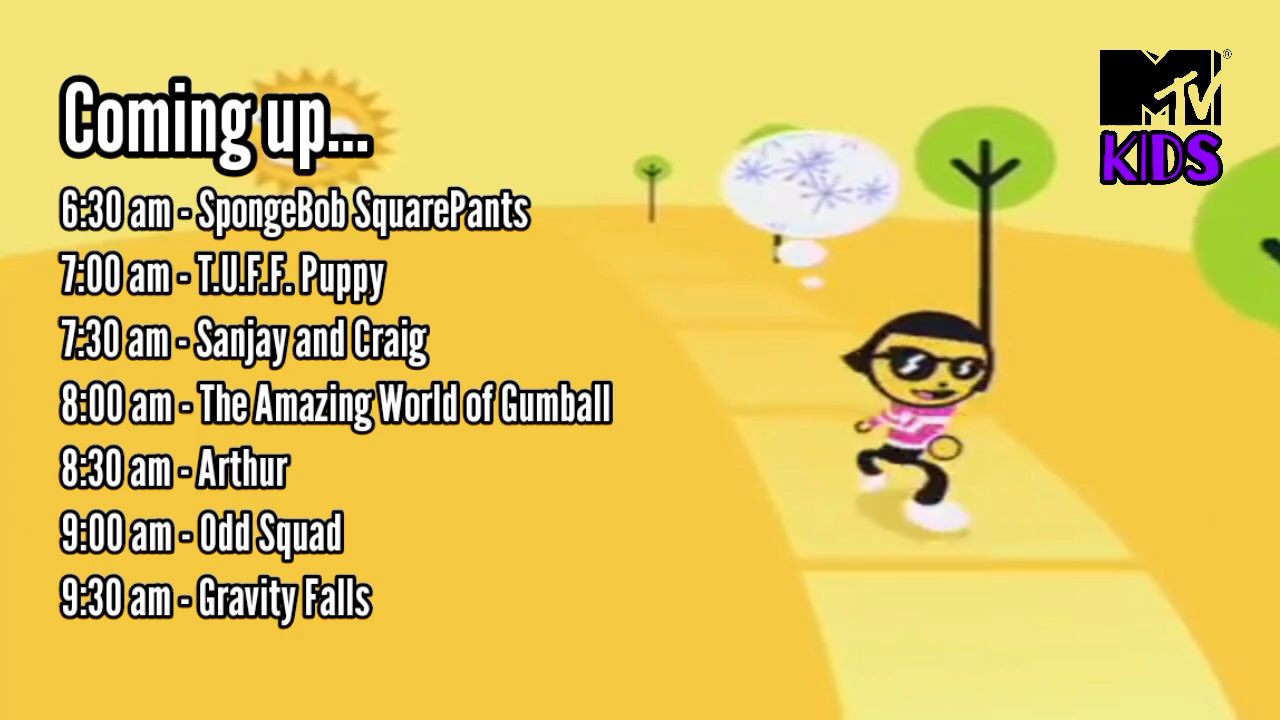 Coming up...
6:30 am - SpongeBob SquarePants
7:00 am - T.U.F.F. Puppy
7:30 am - Sanjay and Craig
8:00 am - The Amazing World of Gumball
8:30 am - Arthur
9:00 am - Odd Squad
9:30 am - Gravity Falls
MTV®
KIDS